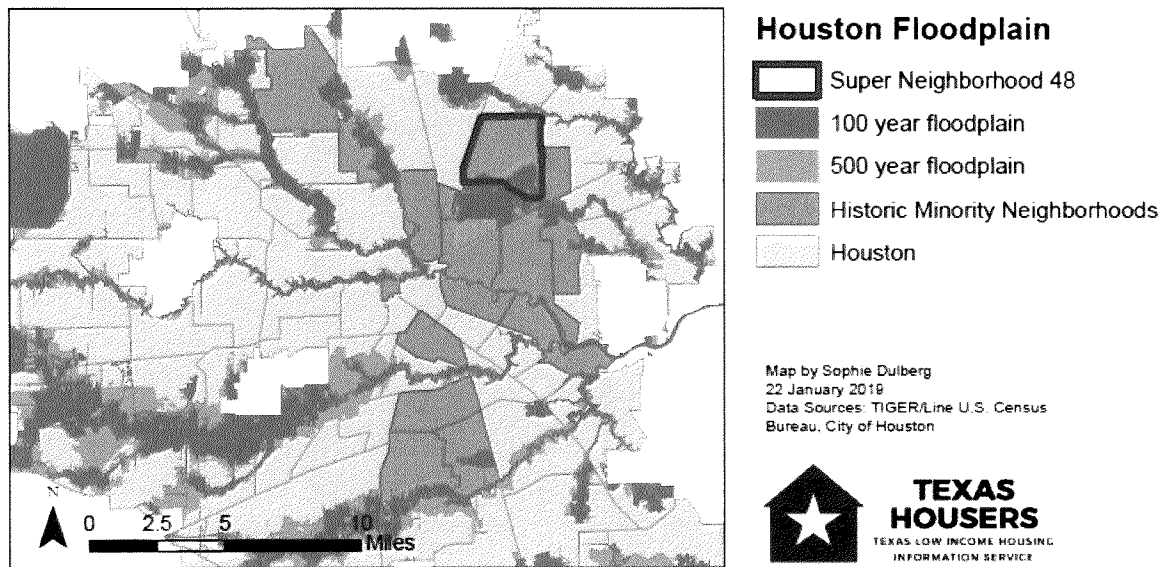 Houston Floodplain
Super Neighborhood 48
100 year floodplain
500 year floodplain
Historic Minority Neighborhoods
Houston
Map by Sophie Dulberg
22 January 2019
Data Sources: TIGER/Line U.S. Census
Bureau, City of Houston
N
0 2.5 5 10
Miles
TEXAS
HOUSERS
TEXAS LOW INCOME HOUSING
INFORMATION SERVICE